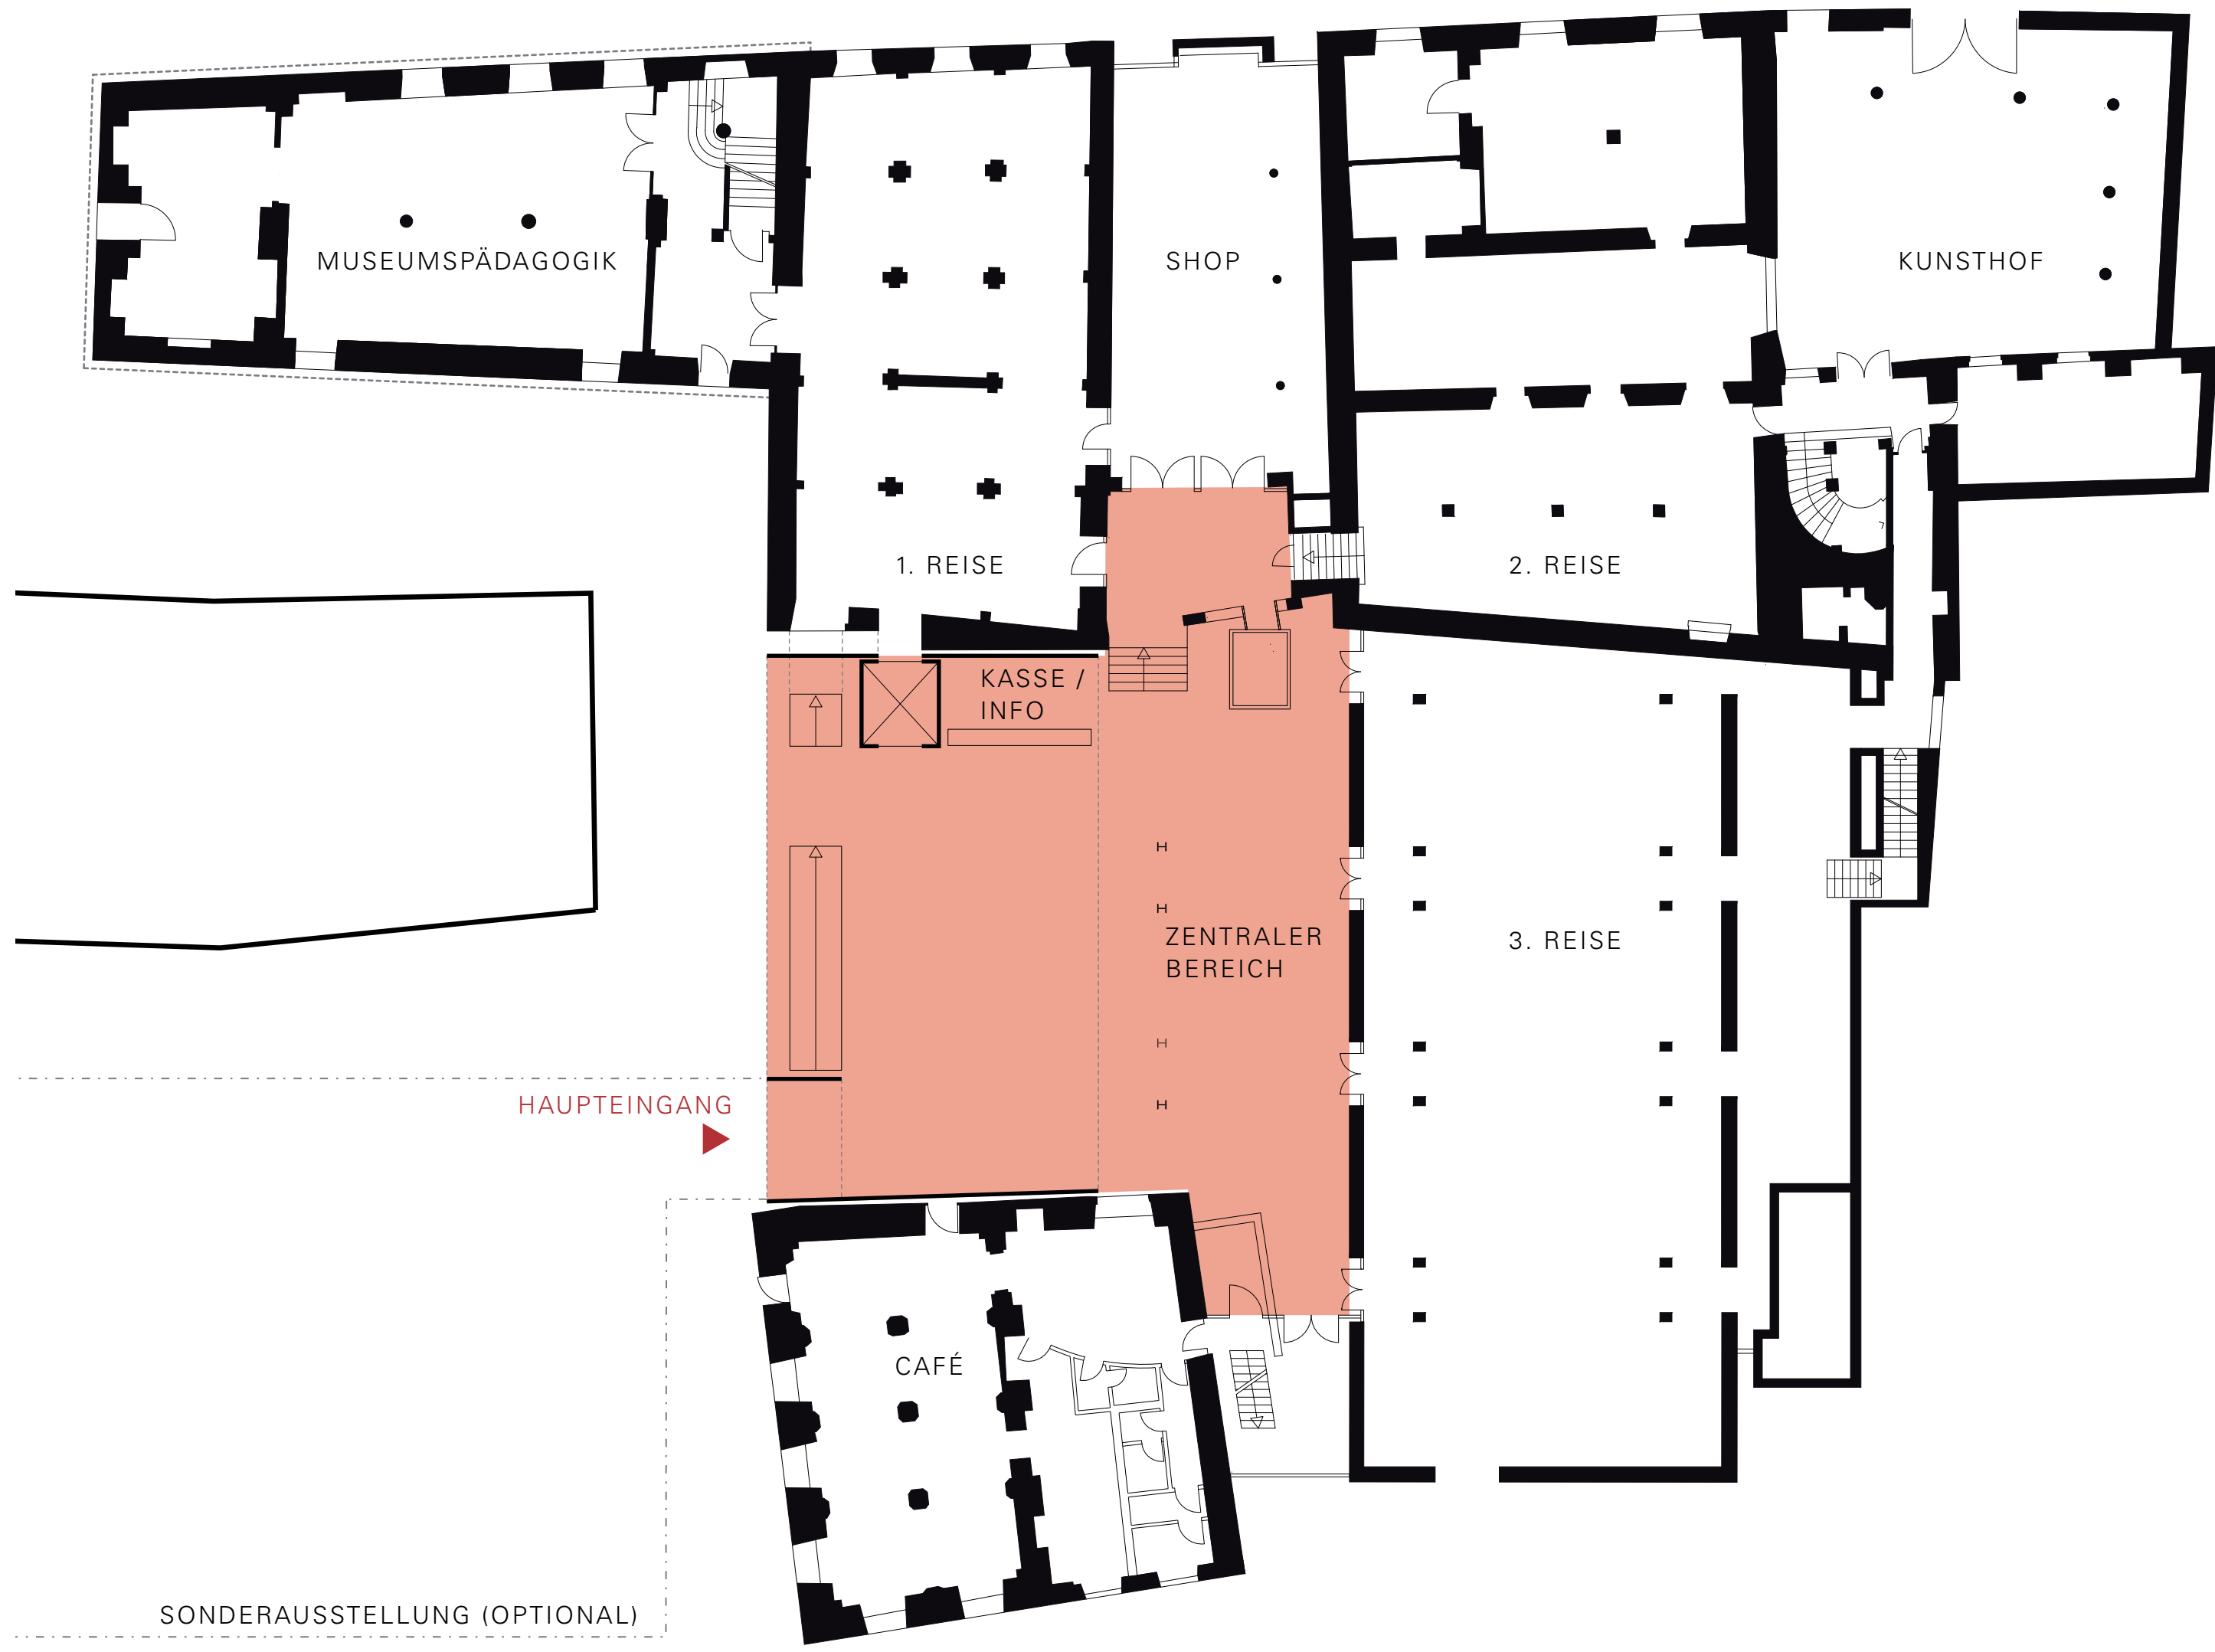 MUSEUMSPÄDAGOGIK
SHOP
KUNSTHOF
1. REISE
2. REISE
KASSE /
INFO
ZENTRALER
BEREICH
3. REISE
HAUPTEINGANG
CAFÉ
SONDERAUSSTELLUNG (OPTIONAL)